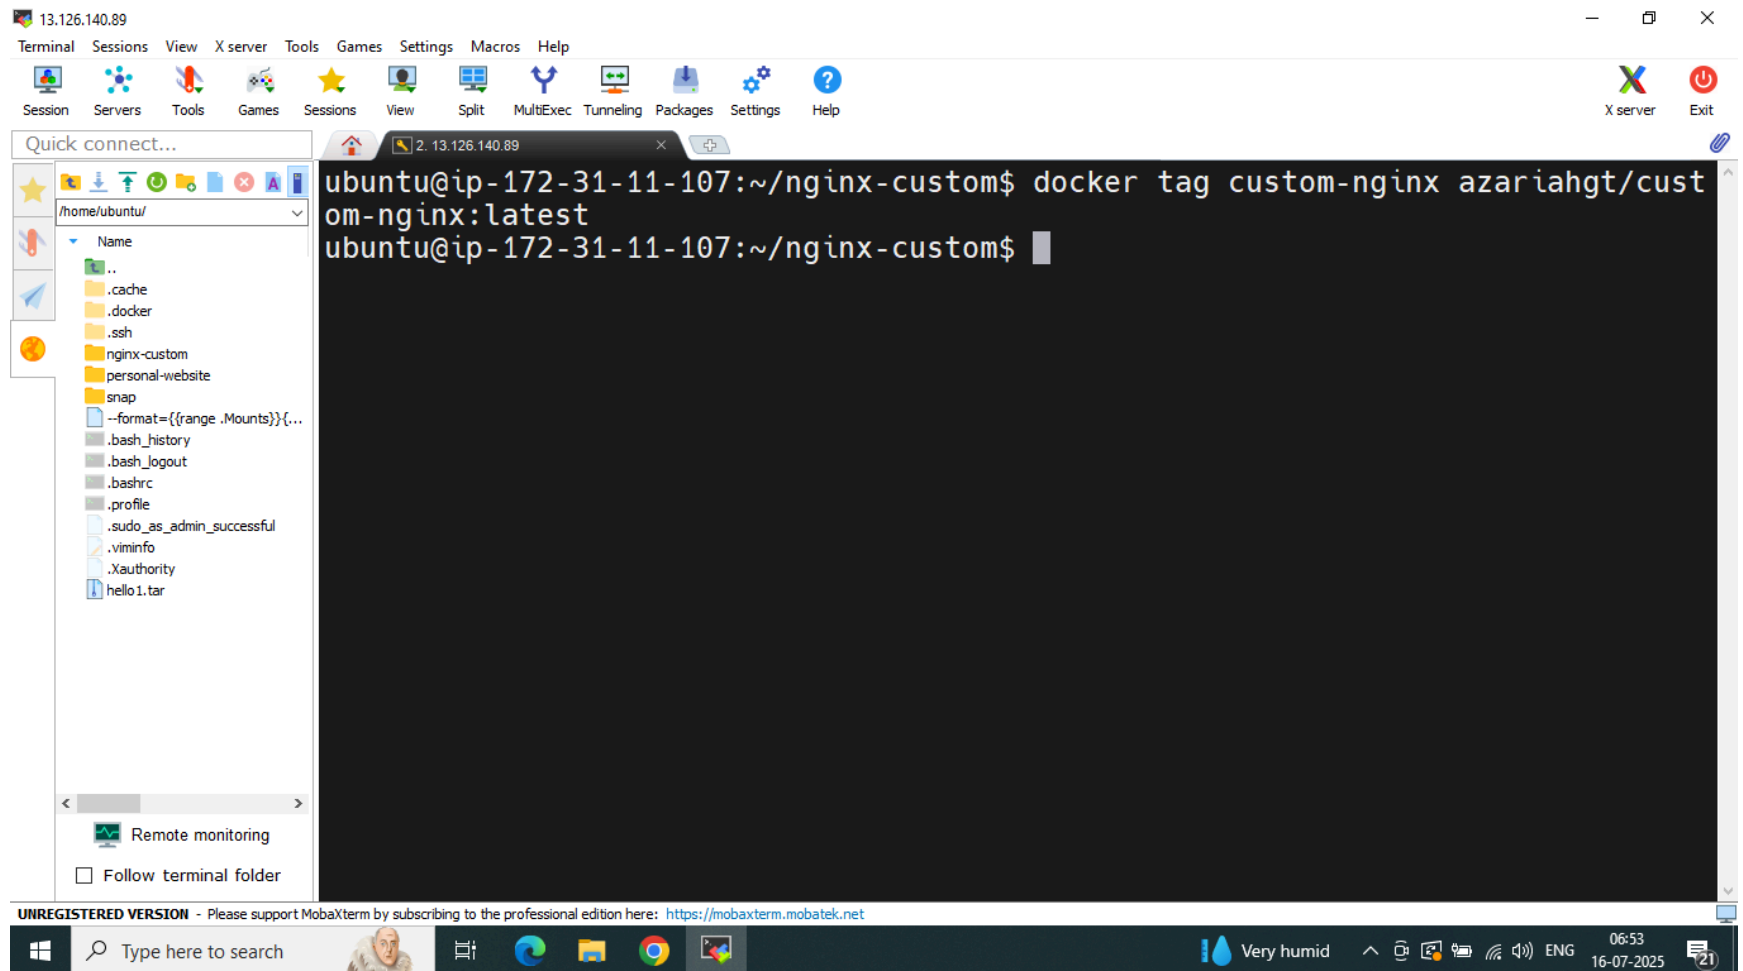 13.126.140.89
Terminal Sessions View X server Tools Games Settings Macros Help
Session Servers Tools Games Sessions View Split MultiExec Tunneling Packages Settings Help X server Exit
Quick connect...
2. 13.126.140.89
/home/ubuntu/
Name
..
.cache
.docker
.ssh
nginx-custom
personal-website
snap
--format={{range .Mounts}}{...
.bash_history
.bash_logout
.bashrc
.profile
.sudo_as_admin_successful
.viminfo
.Xauthority
hello1.tar
Remote monitoring
Follow terminal folder
ubuntu@ip-172-31-11-107:~/nginx-custom$ docker tag custom-nginx azariahgt/cust
om-nginx:latest
ubuntu@ip-172-31-11-107:~/nginx-custom$
UNREGISTERED VERSION - Please support MobaXterm by subscribing to the professional edition here: https://mobaxterm.mobatek.net
Type here to search
Very humid
ENG
06:53
16-07-2025
21